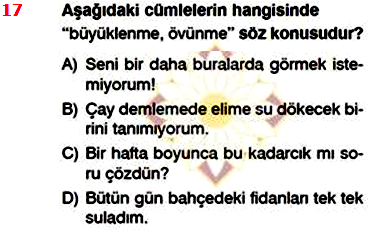 17 Aşağıdaki cümlelerin hangisinde
“büyüklenme, övünme” söz konusudur?
A) Seni bir daha buralarda görmek iste-
miyorum!
B) Çay demlemede elime su dökecek bi-
rini tanımıyorum.
C) Bir hafta boyunca bu kadarcık mı so-
ru çözdün?
D) Bütün gün bahçedeki fidanları tek tek
suladım.